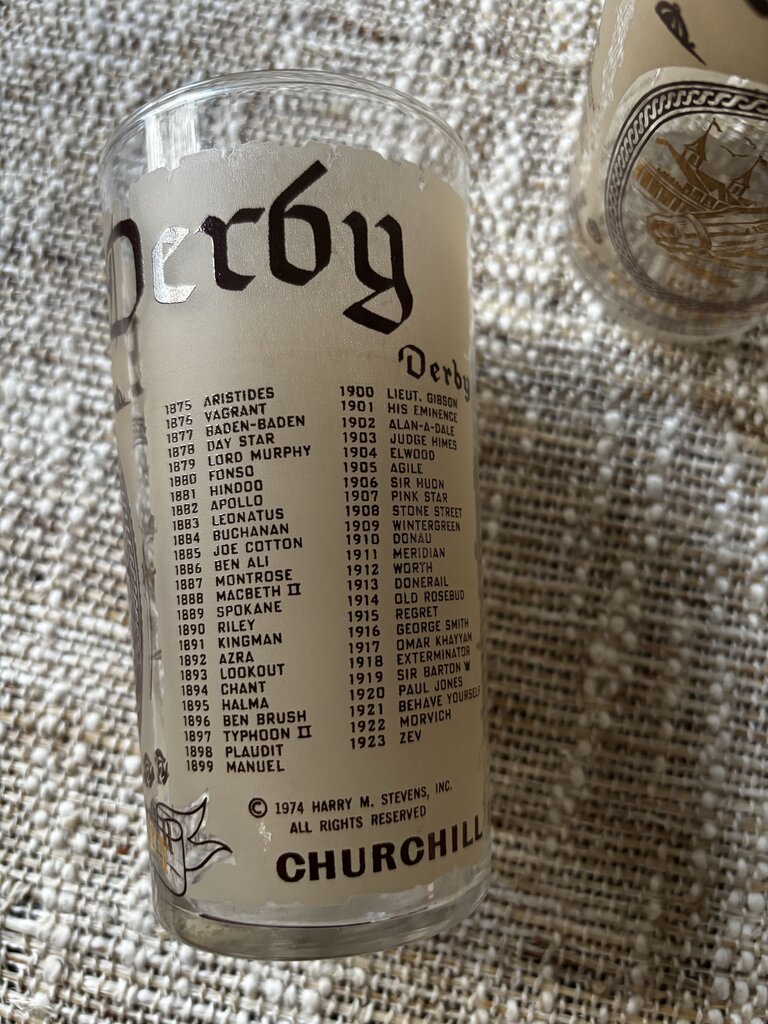 Derby
Derby
1875 ARISTIDES
1876 VAGRANT
1877 BADEN-BADEN
1878 DAY STAR
1879 LORD MURPHY
1880 FONSO
1881 HINDOO
1882 APOLLO
1883 LEONATUS
1884 BUCHANAN
1885 JOE COTTON
1886 BEN ALI
1887 MONTROSE
1888 MACBETH II
1889 SPOKANE
1890 RILEY
1891 KINGMAN
1892 AZRA
1893 LOOKOUT
1894 CHANT
1895 HALMA
1896 BEN BRUSH
1897 TYPHOON II
1898 PLAUDIT
1899 MANUEL
1900 LIEUT. GIBSON
1901 HIS EMINENCE
1902 ALAN-A-DALE
1903 JUDGE HIMES
1904 ELWOOD
1905 AGILE
1906 SIR HUON
1907 PINK STAR
1908 STONE STREET
1909 WINTERGREEN
1910 DONAU
1911 MERIDIAN
1912 WORTH
1913 DONERAIL
1914 OLD ROSEBUD
1915 REGRET
1916 GEORGE SMITH
1917 OMAR KHAYYAM
1918 EXTERMINATOR
1919 SIR BARTON
1920 PAUL JONES
1921 BEHAVE YOURSELF
1922 MORVICH
1923 ZEV
© 1974 HARRY M. STEVENS, INC.
ALL RIGHTS RESERVED
CHURCHILL